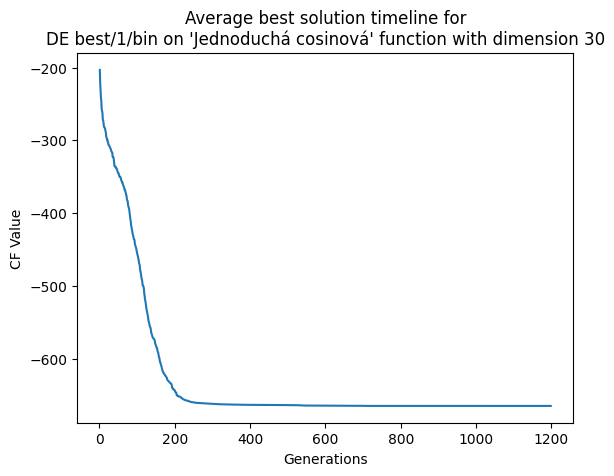 Average best solution timeline for
DE best/1/bin on 'Jednoduchá cosinová' function with dimension 30
−200
−300
−400
−500
−600
CF Value
0 200 400 600 800 1000 1200
Generations